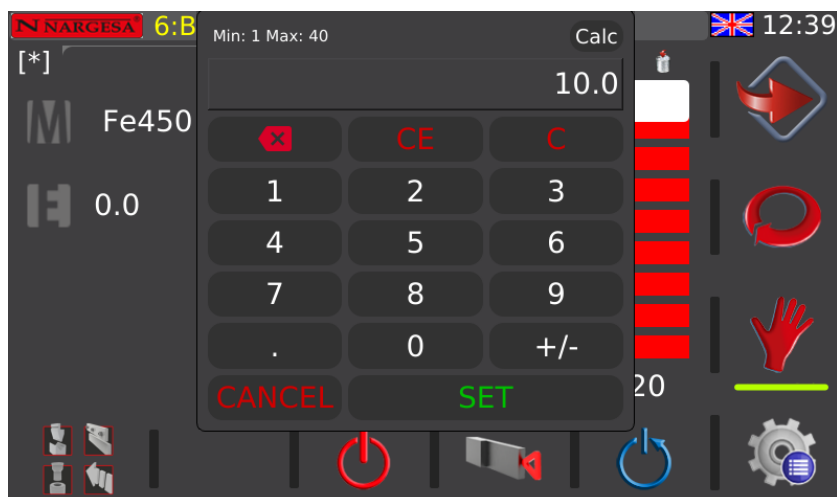 N NARGESA 6:B
12:39
[*]
Min: 1 Max: 40
Calc
10.0
Fe450
CE
C
1 2 3
0.0
4 5 6
7 8 9
. 0 +/-
CANCEL SET
20